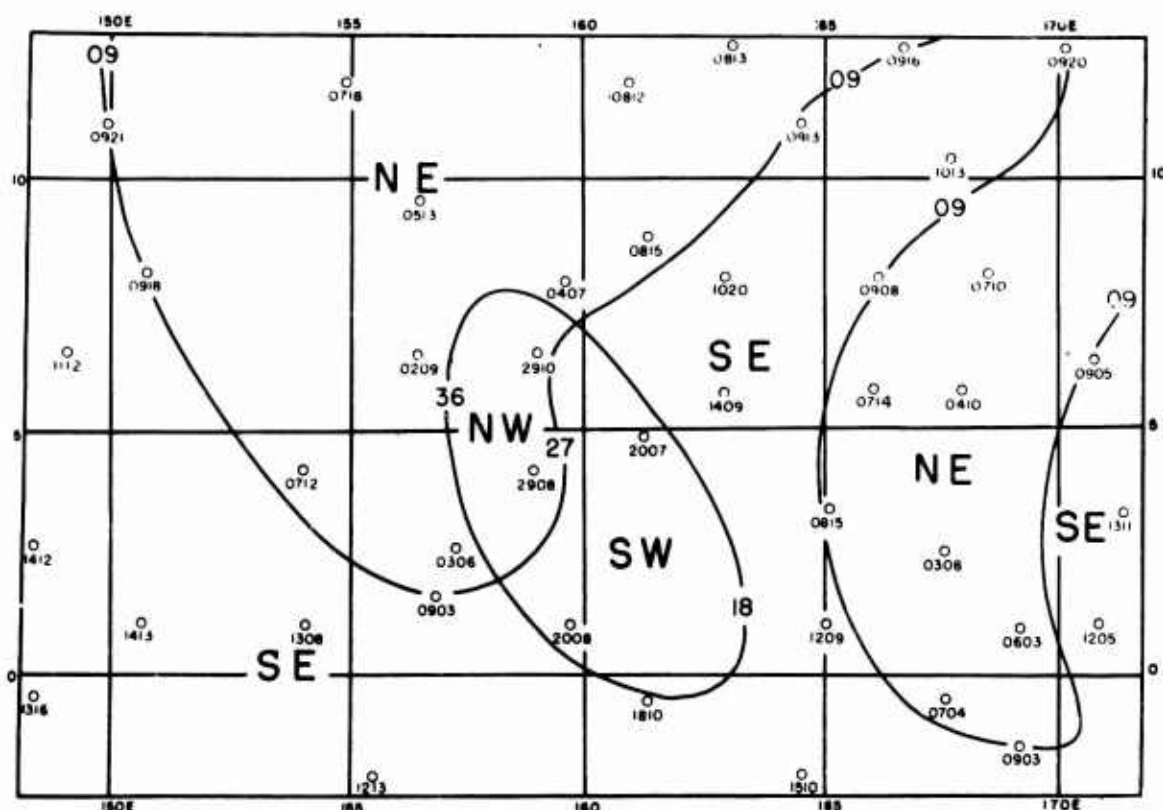 150E 155 160 165 170E
09 0813 0916 0920
0718 10812 09
0921 0913
10 NE 1013 10
0513 09
0815
0918 0407 1020 0908 0710
09
1112 0209 2910 SE 0905
36 1409 0714 0410
5 NW 27 2007 5
0712 2908 NE
0815 SE 1311
1412 0306 SW 0308
0903 18
1413 1308 2008 1209 0603 1205
0 SE 0
1316 1810 0704
0903
1213 1510
150E 155 160 165 170E